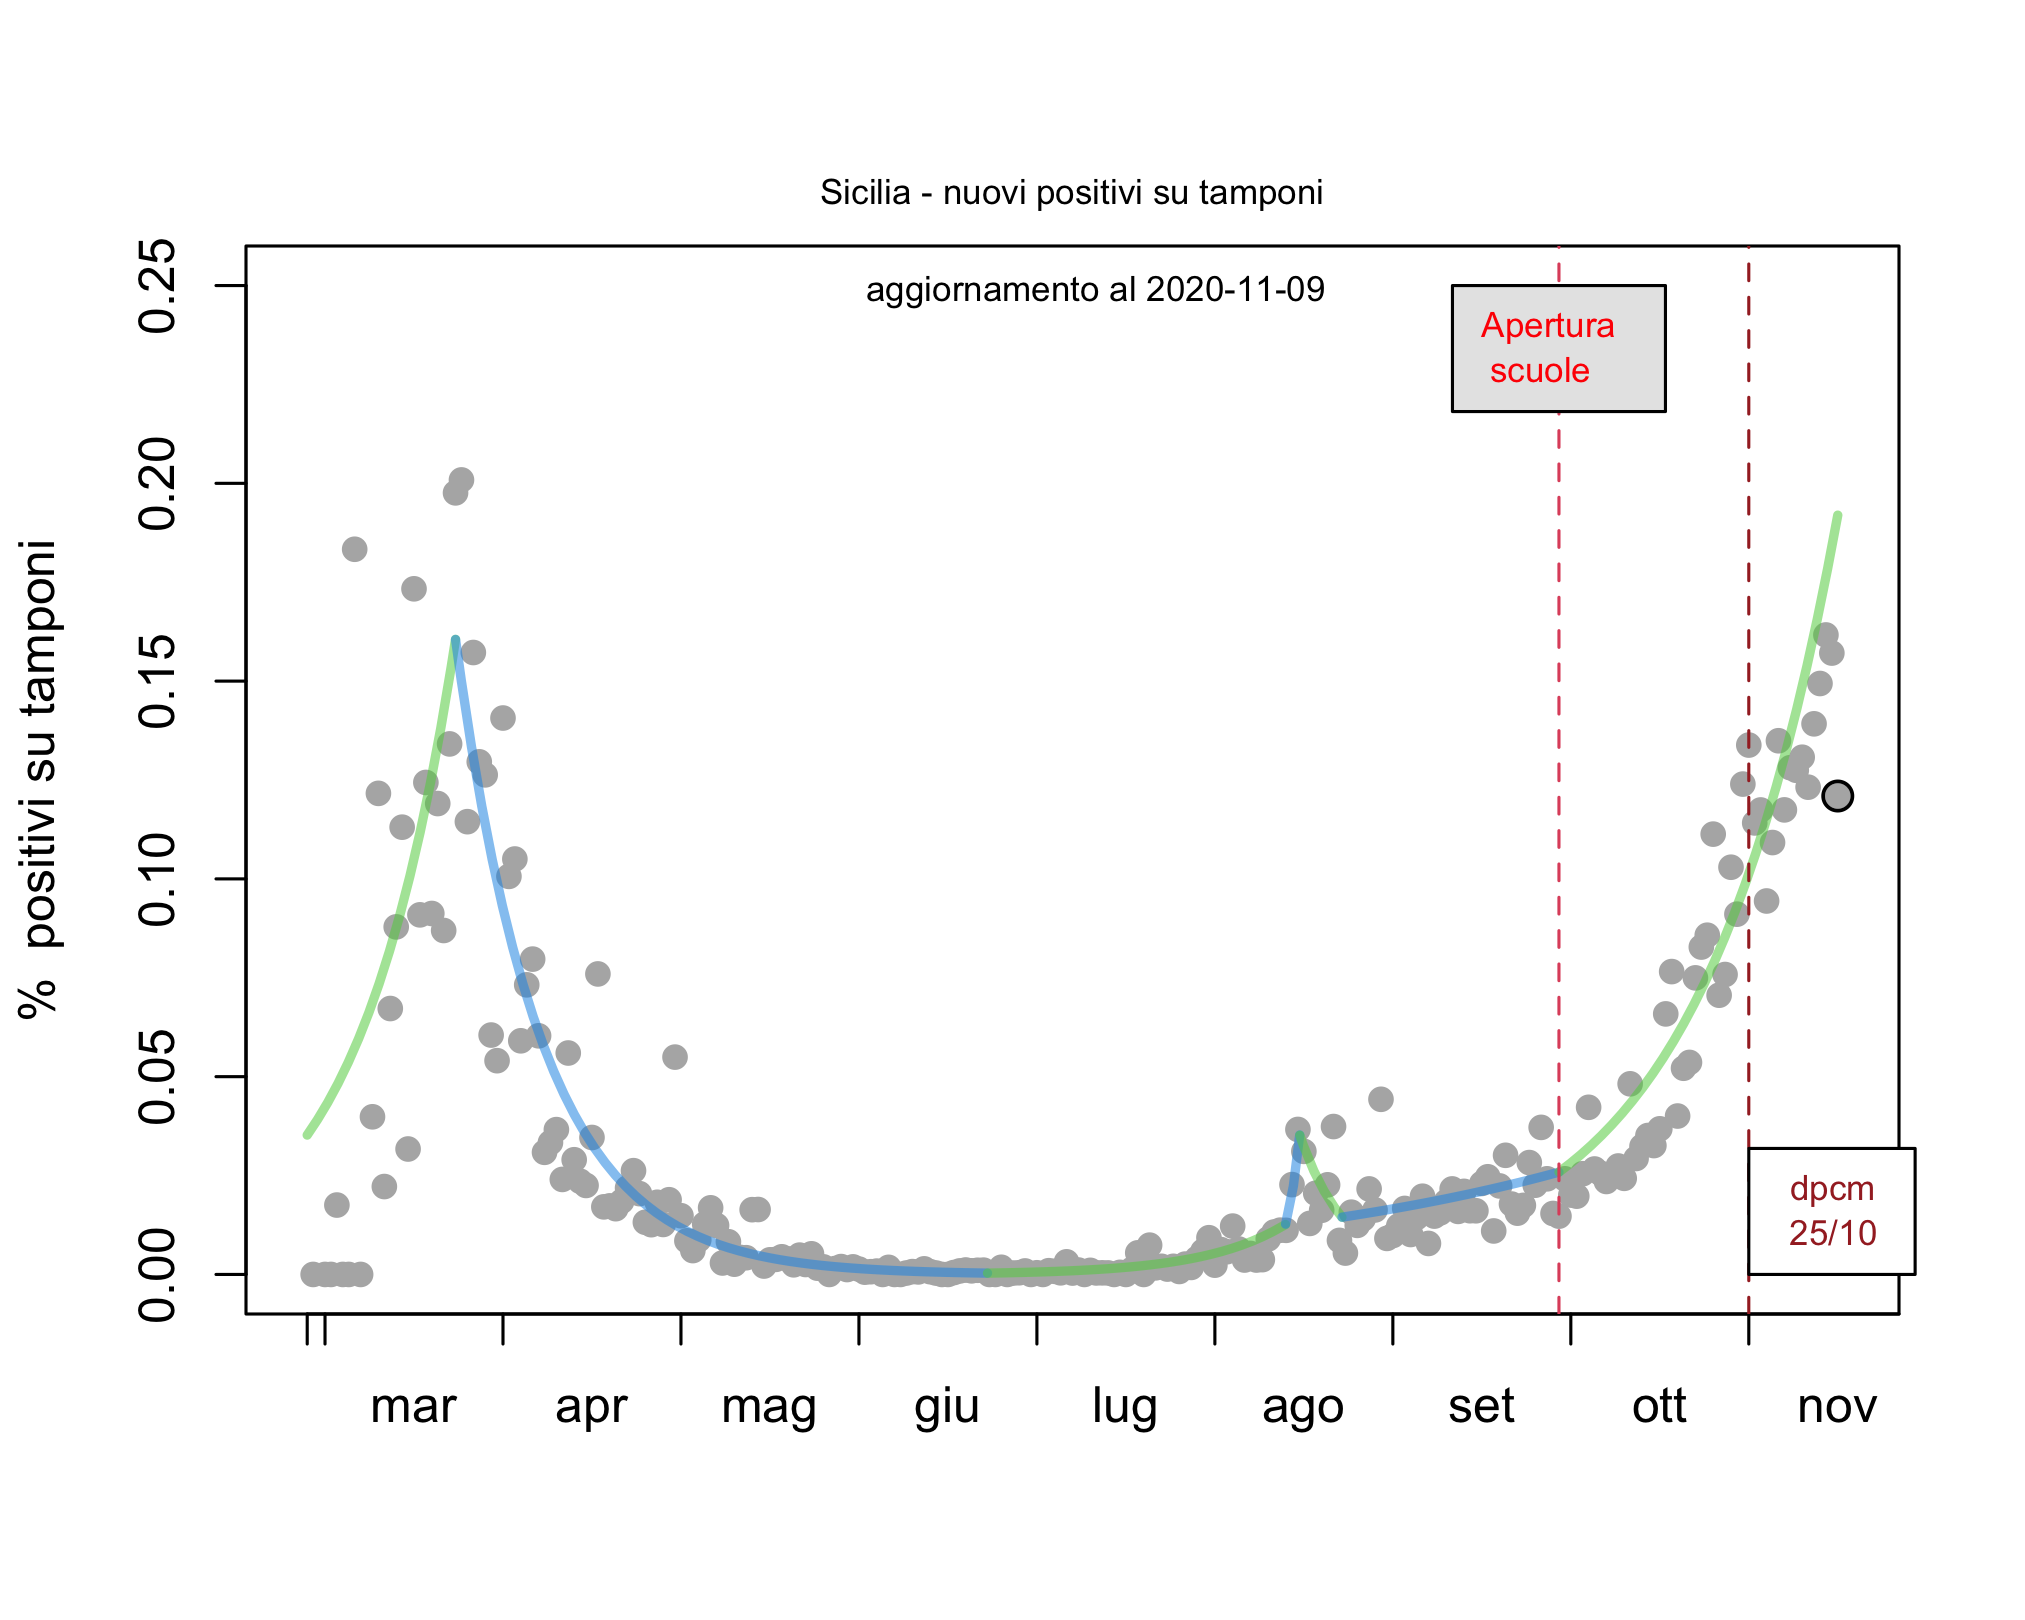 Sicilia - nuovi positivi su tamponi
aggiornamento al 2020-11-09
Apertura
scuole
% positivi su tamponi
0.25
0.20
0.15
0.10
0.05
0.00
dpcm
25/10
mar apr mag giu lug ago set ott nov